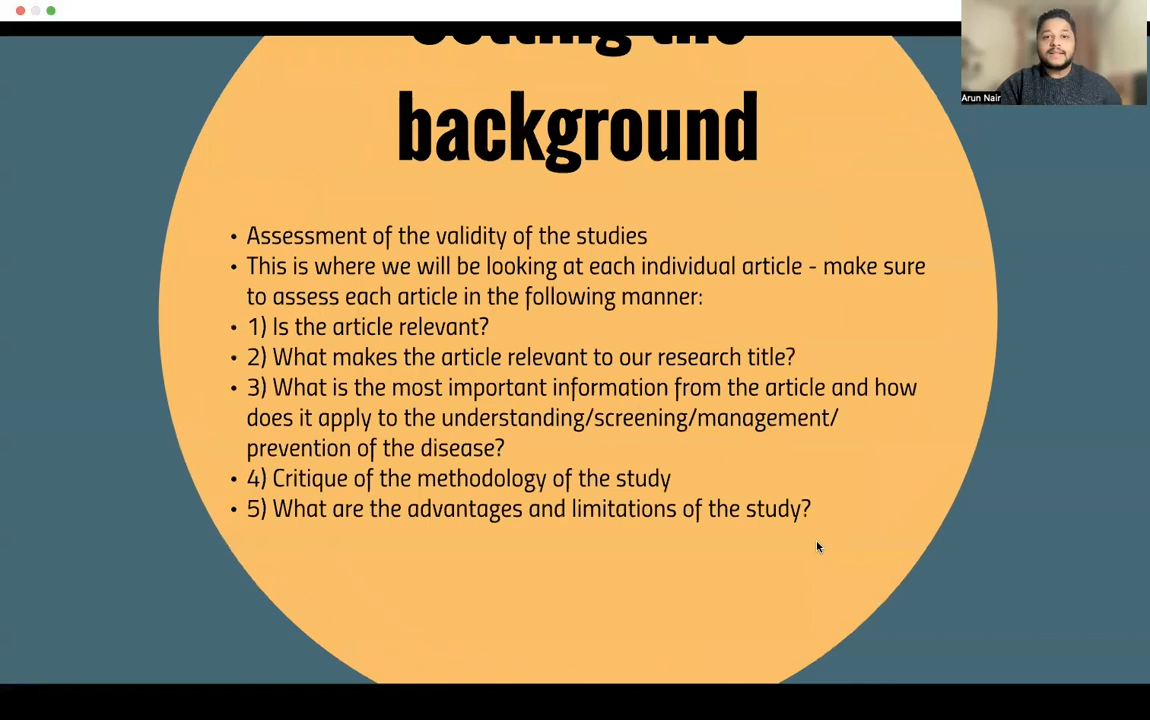 Setting the
background
• Assessment of the validity of the studies
• This is where we will be looking at each individual article - make sure
to assess each article in the following manner:
• 1) Is the article relevant?
• 2) What makes the article relevant to our research title?
• 3) What is the most important information from the article and how
does it apply to the understanding/screening/management/
prevention of the disease?
• 4) Critique of the methodology of the study
• 5) What are the advantages and limitations of the study?
Arun Nair